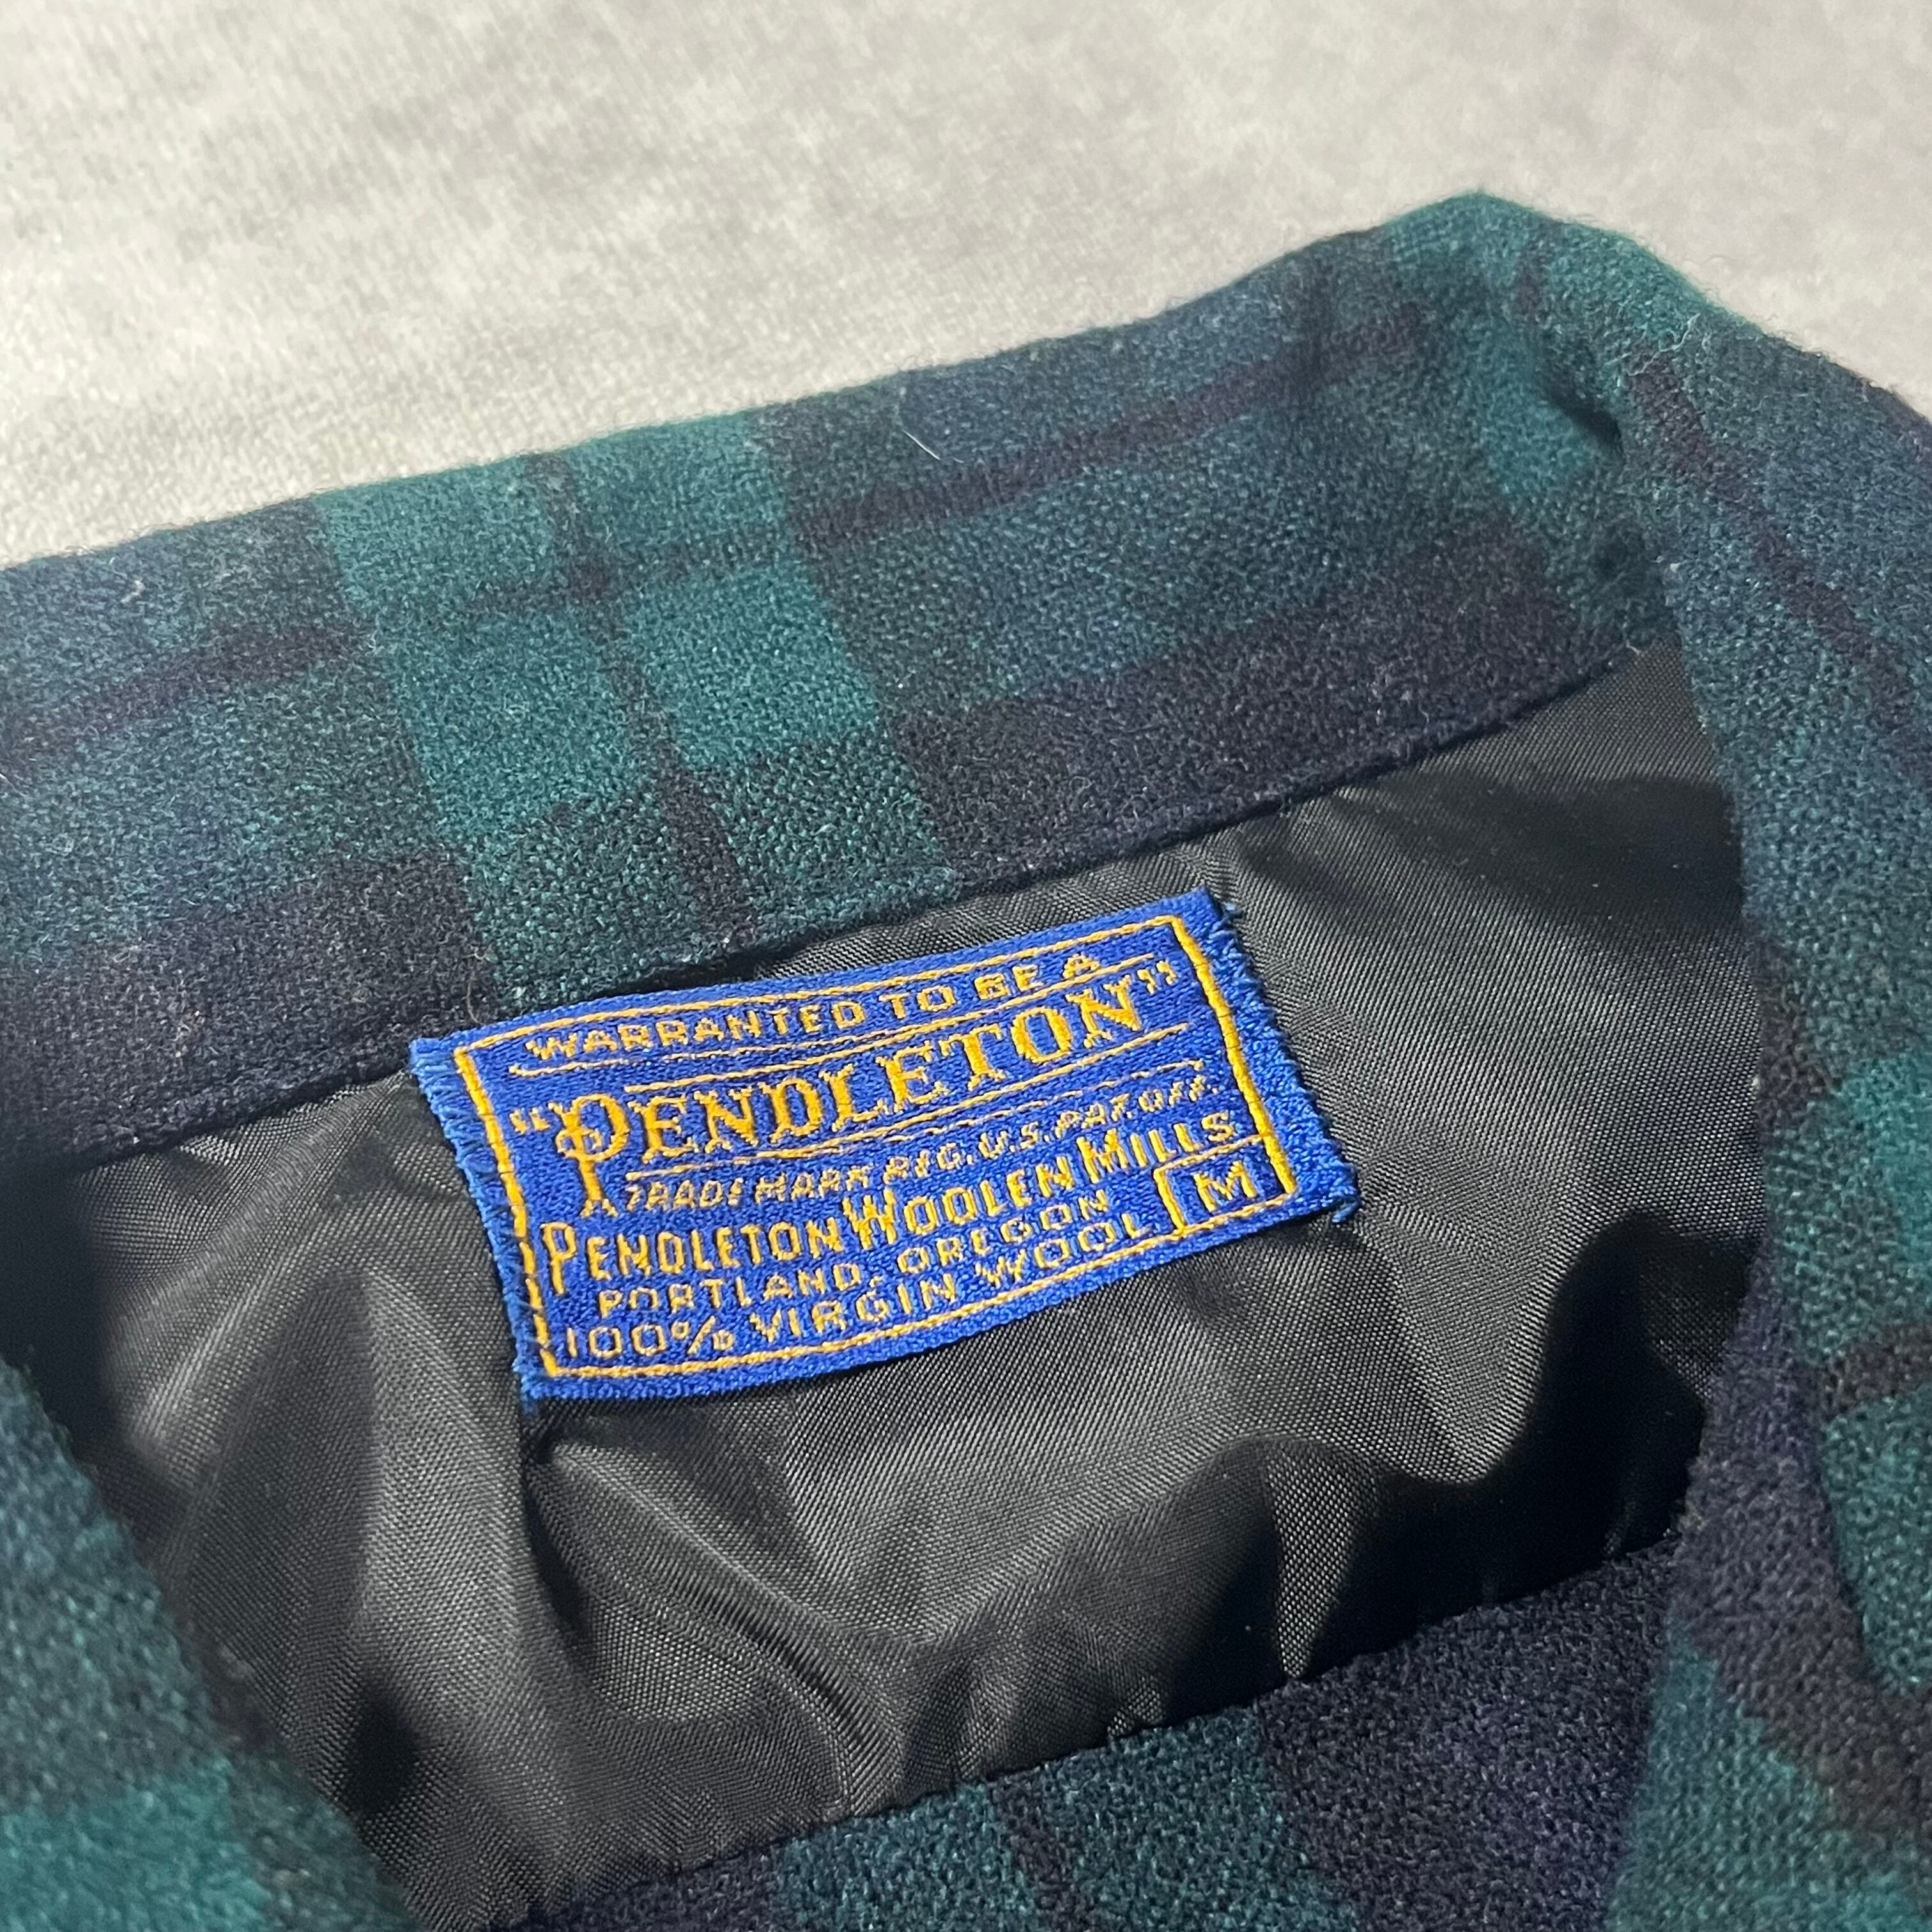 WARRANTED TO BE A
"PENDLETON"
TRADE MARK REG. U.S. PAT. OFF.
PENDLETON WOOLEN MILLS
PORTLAND, OREGON
100% VIRGIN WOOL
M